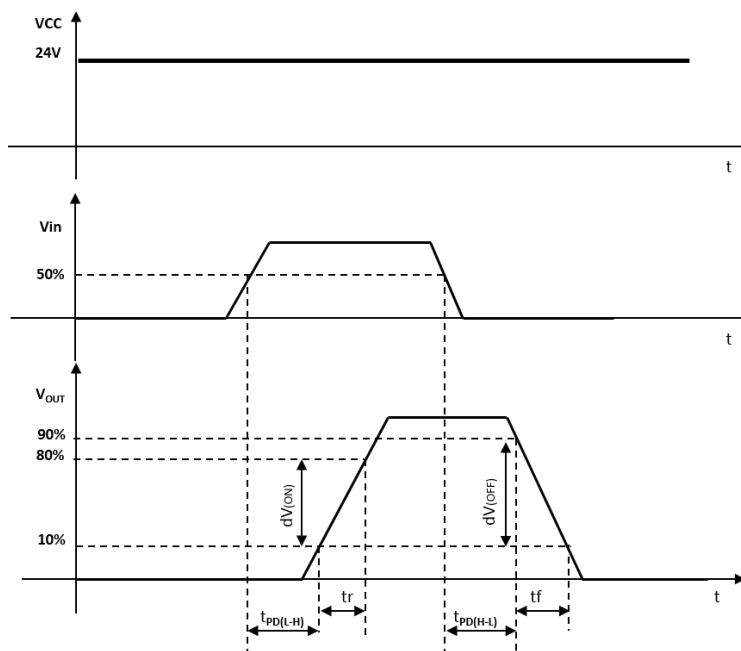 VCC
24V
t
Vin
50%
t
VOUT
90%
80%
dV(ON)
dV(OFF)
10%
t
tr
tf
tPD(L-H)
tPD(H-L)